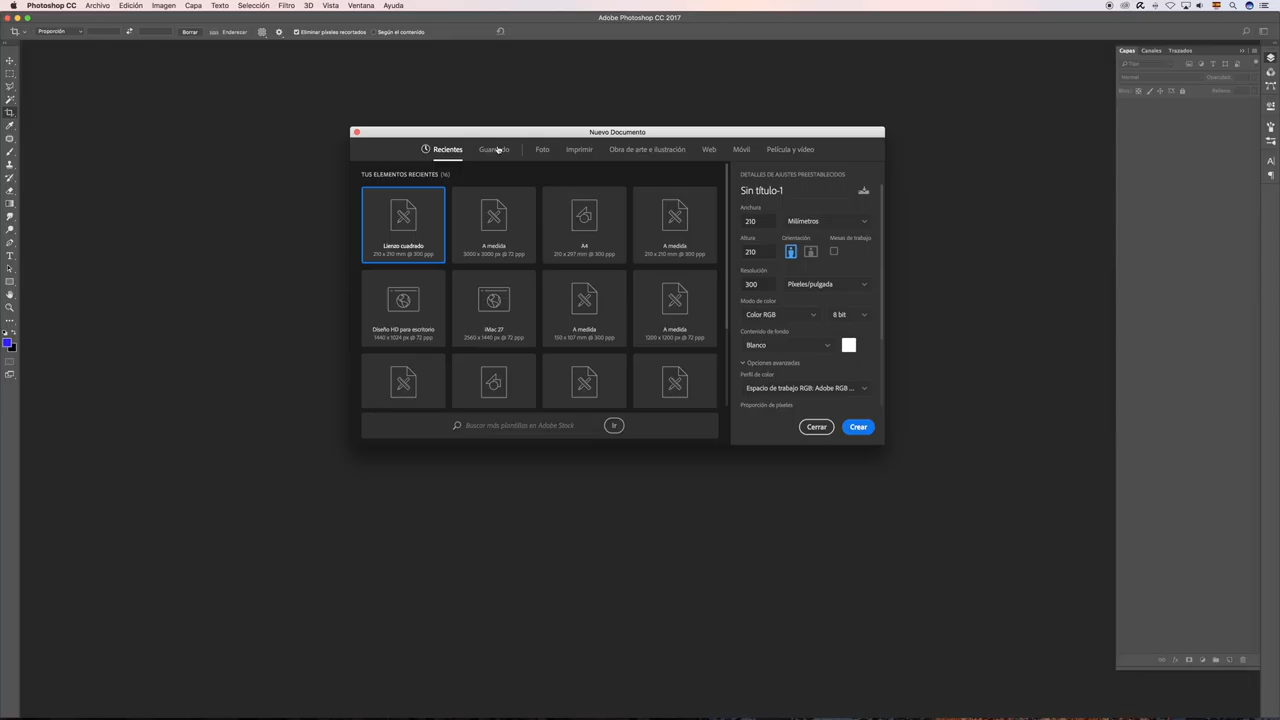 Photoshop CC Archivo Edición Imagen Capa Texto Selección Filtro 3D Vista Ventana Ayuda
Adobe Photoshop CC 2017
Proporción Borrar Enderezar Eliminar píxeles recortados Según el contenido
Capas Canales Trazados
Tipo
Normal Opacidad:
Bloq.: Relleno:
Nuevo Documento
Recientes Guardado Foto Imprimir Obra de arte e ilustración Web Móvil Película y vídeo
TUS ELEMENTOS RECIENTES (16)
Lienzo cuadrado
210 x 210 mm @ 300 ppp
A medida
3000 x 3000 px @ 72 ppp
A4
210 x 297 mm @ 300 ppp
A medida
210 x 210 mm @ 300 ppp
Diseño HD para escritorio
1440 x 1024 px @ 72 ppp
iMac 27
2560 x 1440 px @ 72 ppp
A medida
150 x 107 mm @ 300 ppp
A medida
1200 x 1200 px @ 72 ppp
Buscar más plantillas en Adobe Stock Ir
DETALLES DE AJUSTES PREESTABLECIDOS
Sin título-1
Anchura
210 Milímetros
Altura Orientación Mesas de trabajo
210
Resolución
300 Píxeles/pulgada
Modo de color
Color RGB 8 bit
Contenido de fondo
Blanco
Opciones avanzadas
Perfil de color
Espacio de trabajo RGB: Adobe RGB ...
Proporción de píxeles
Cerrar Crear